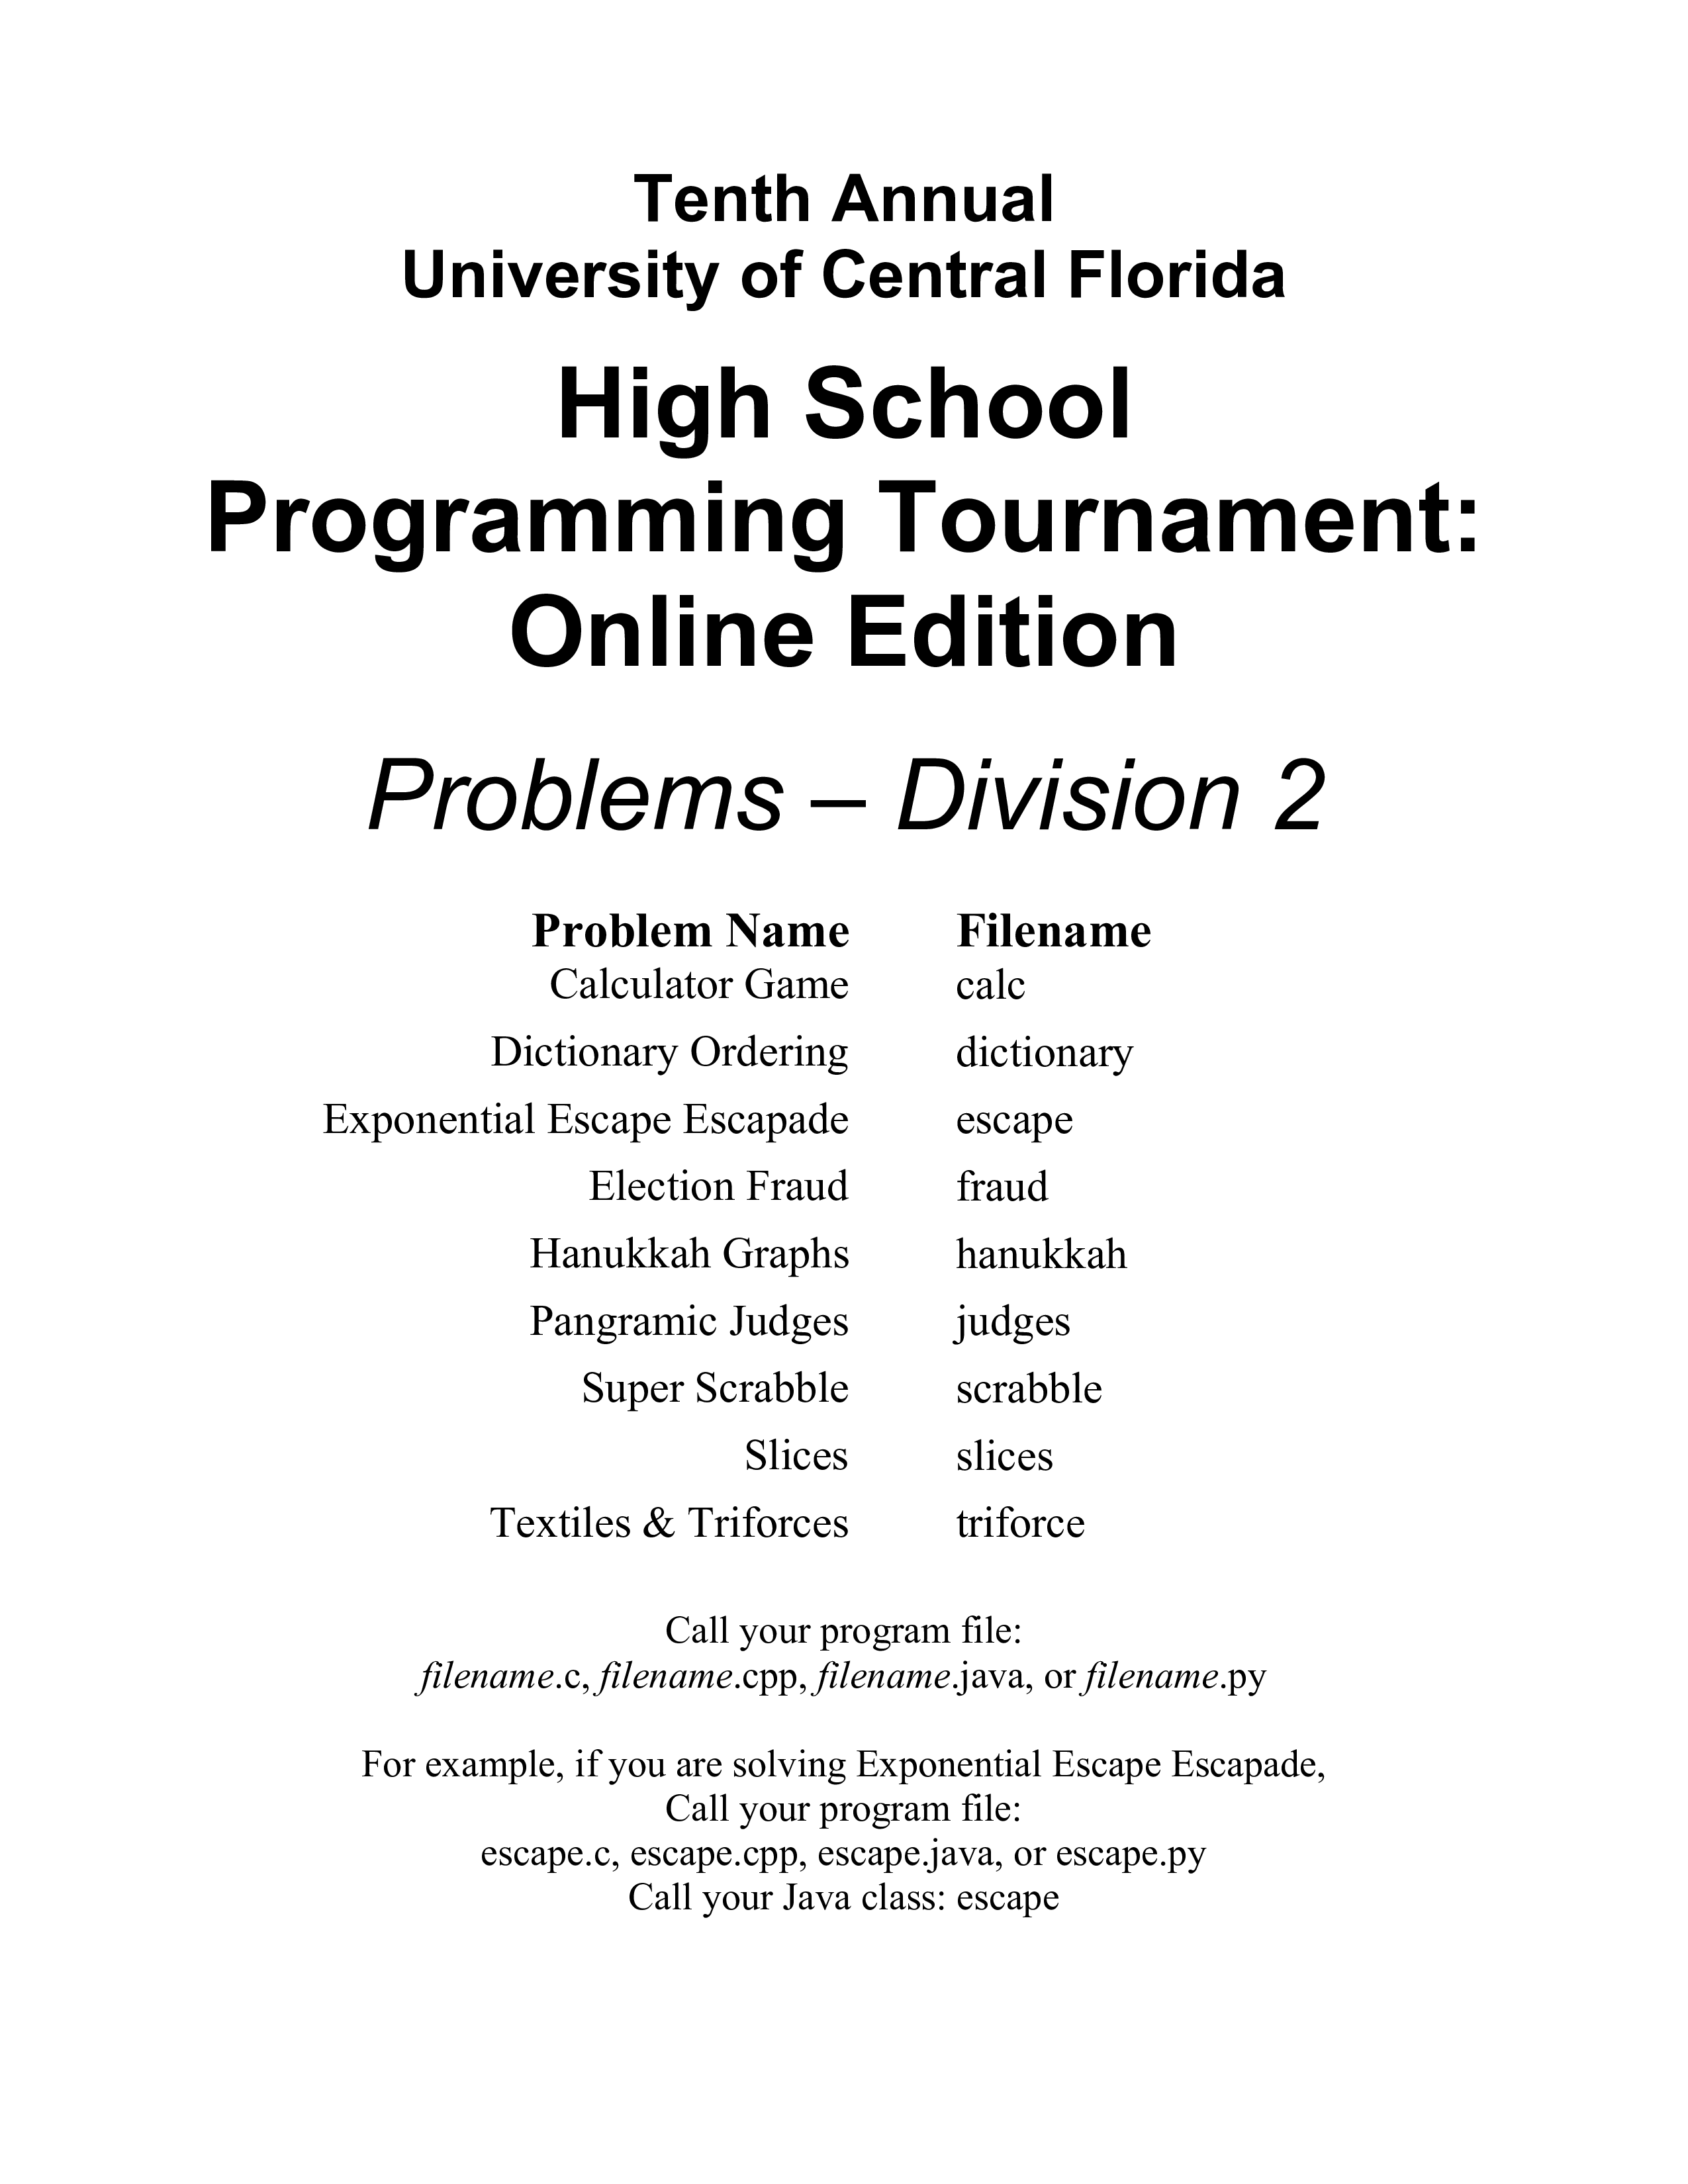 Tenth Annual
University of Central Florida
High School
Programming Tournament:
Online Edition
Problems – Division 2
Problem Name Filename
Calculator Game calc
Dictionary Ordering dictionary
Exponential Escape Escapade escape
Election Fraud fraud
Hanukkah Graphs hanukkah
Pangramic Judges judges
Super Scrabble scrabble
Slices slices
Textiles & Triforces triforce
Call your program file:
filename.c, filename.cpp, filename.java, or filename.py
For example, if you are solving Exponential Escape Escapade,
Call your program file:
escape.c, escape.cpp, escape.java, or escape.py
Call your Java class: escape